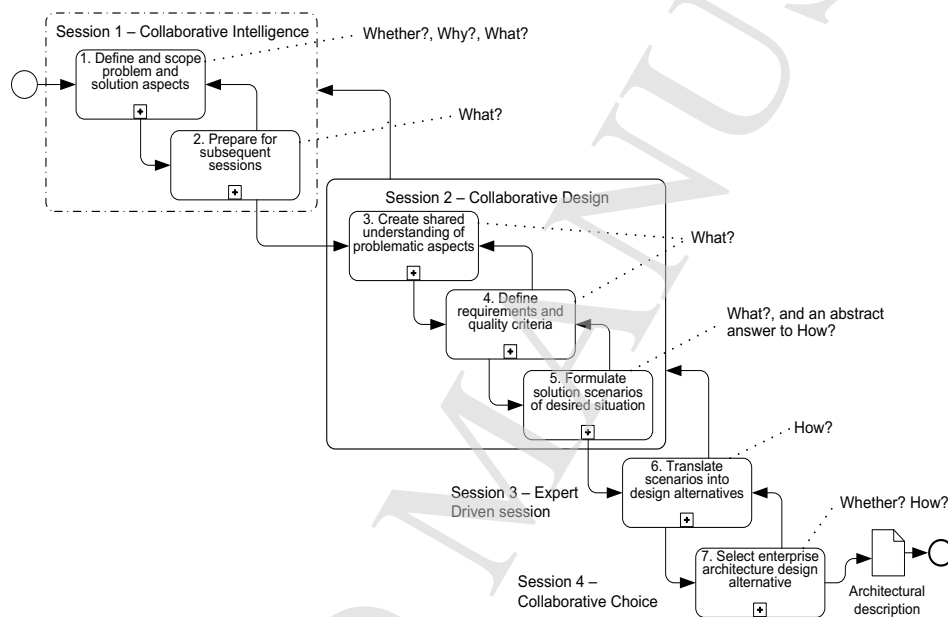 Session 1 – Collaborative Intelligence
Whether?, Why?, What?
1. Define and scope
problem and
solution aspects
What?
2. Prepare for
subsequent
sessions
Session 2 – Collaborative Design
3. Create shared
understanding of
problematic aspects
What?
4. Define
requirements and
quality criteria
What?, and an abstract
answer to How?
5. Formulate
solution scenarios
of desired situation
How?
6. Translate
scenarios into
design alternatives
Session 3 – Expert
Driven session
Whether? How?
7. Select enterprise
architecture design
alternative
Session 4 –
Collaborative Choice
Architectural
description